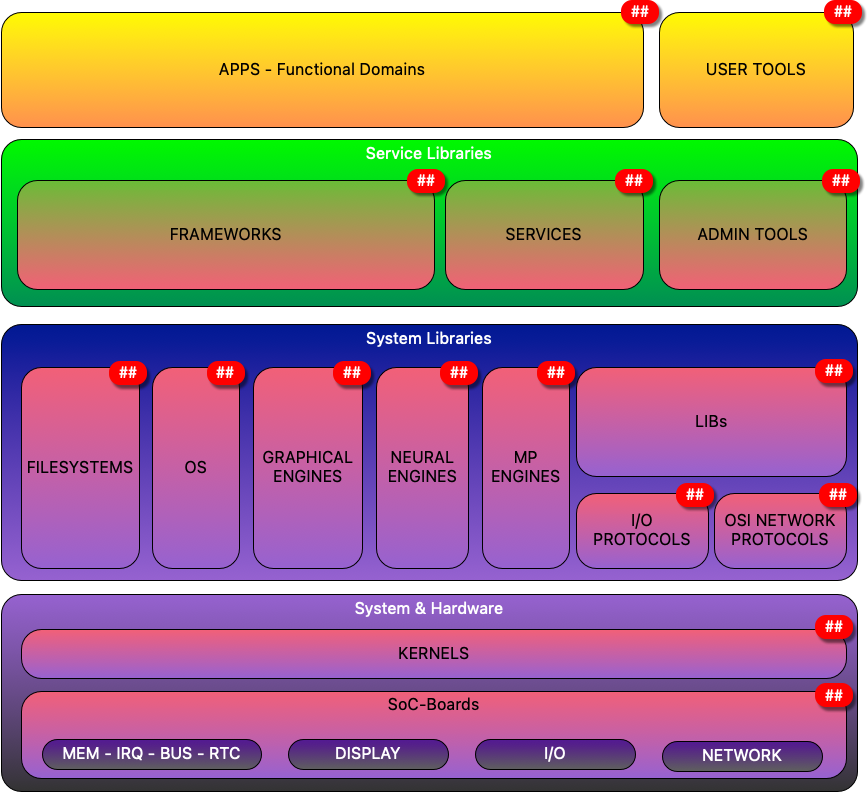 ##
##
APPS - Functional Domains
USER TOOLS
Service Libraries
##
##
##
FRAMEWORKS
SERVICES
ADMIN TOOLS
System Libraries
##
##
##
##
##
##
FILESYSTEMS
OS
GRAPHICAL
ENGINES
NEURAL
ENGINES
MP
ENGINES
LIBs
##
##
I/O
PROTOCOLS
OSI NETWORK
PROTOCOLS
System & Hardware
##
KERNELS
##
SoC-Boards
MEM - IRQ - BUS - RTC
DISPLAY
I/O
NETWORK